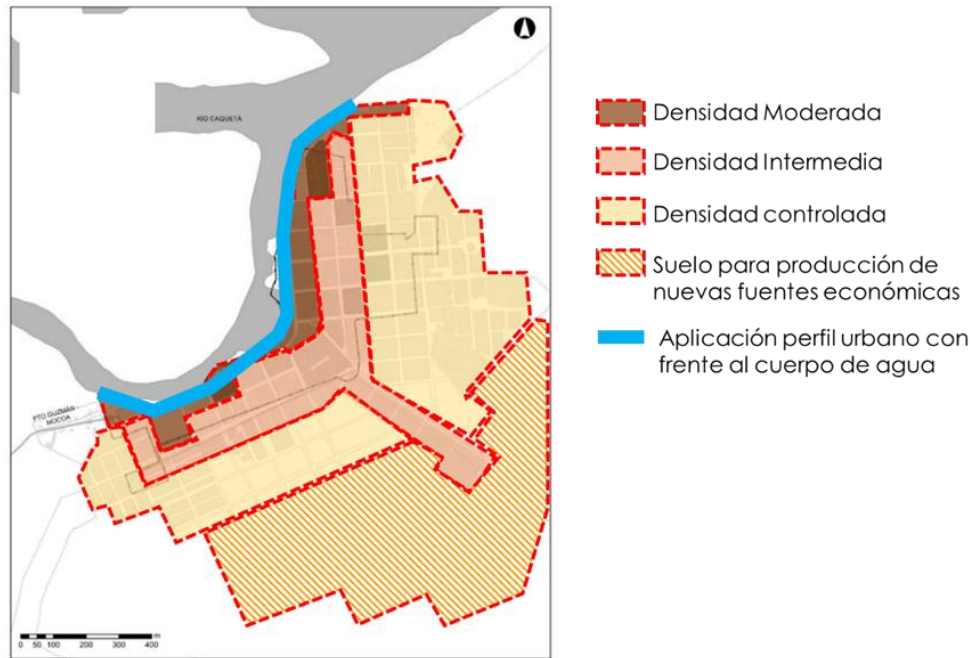 RÍO CAQUETÁ
PTO GUZMÁN
MOCOA
0 50 100 200 300 400 m
Densidad Moderada
Densidad Intermedia
Densidad controlada
Suelo para producción de
nuevas fuentes económicas
Aplicación perfil urbano con
frente al cuerpo de agua